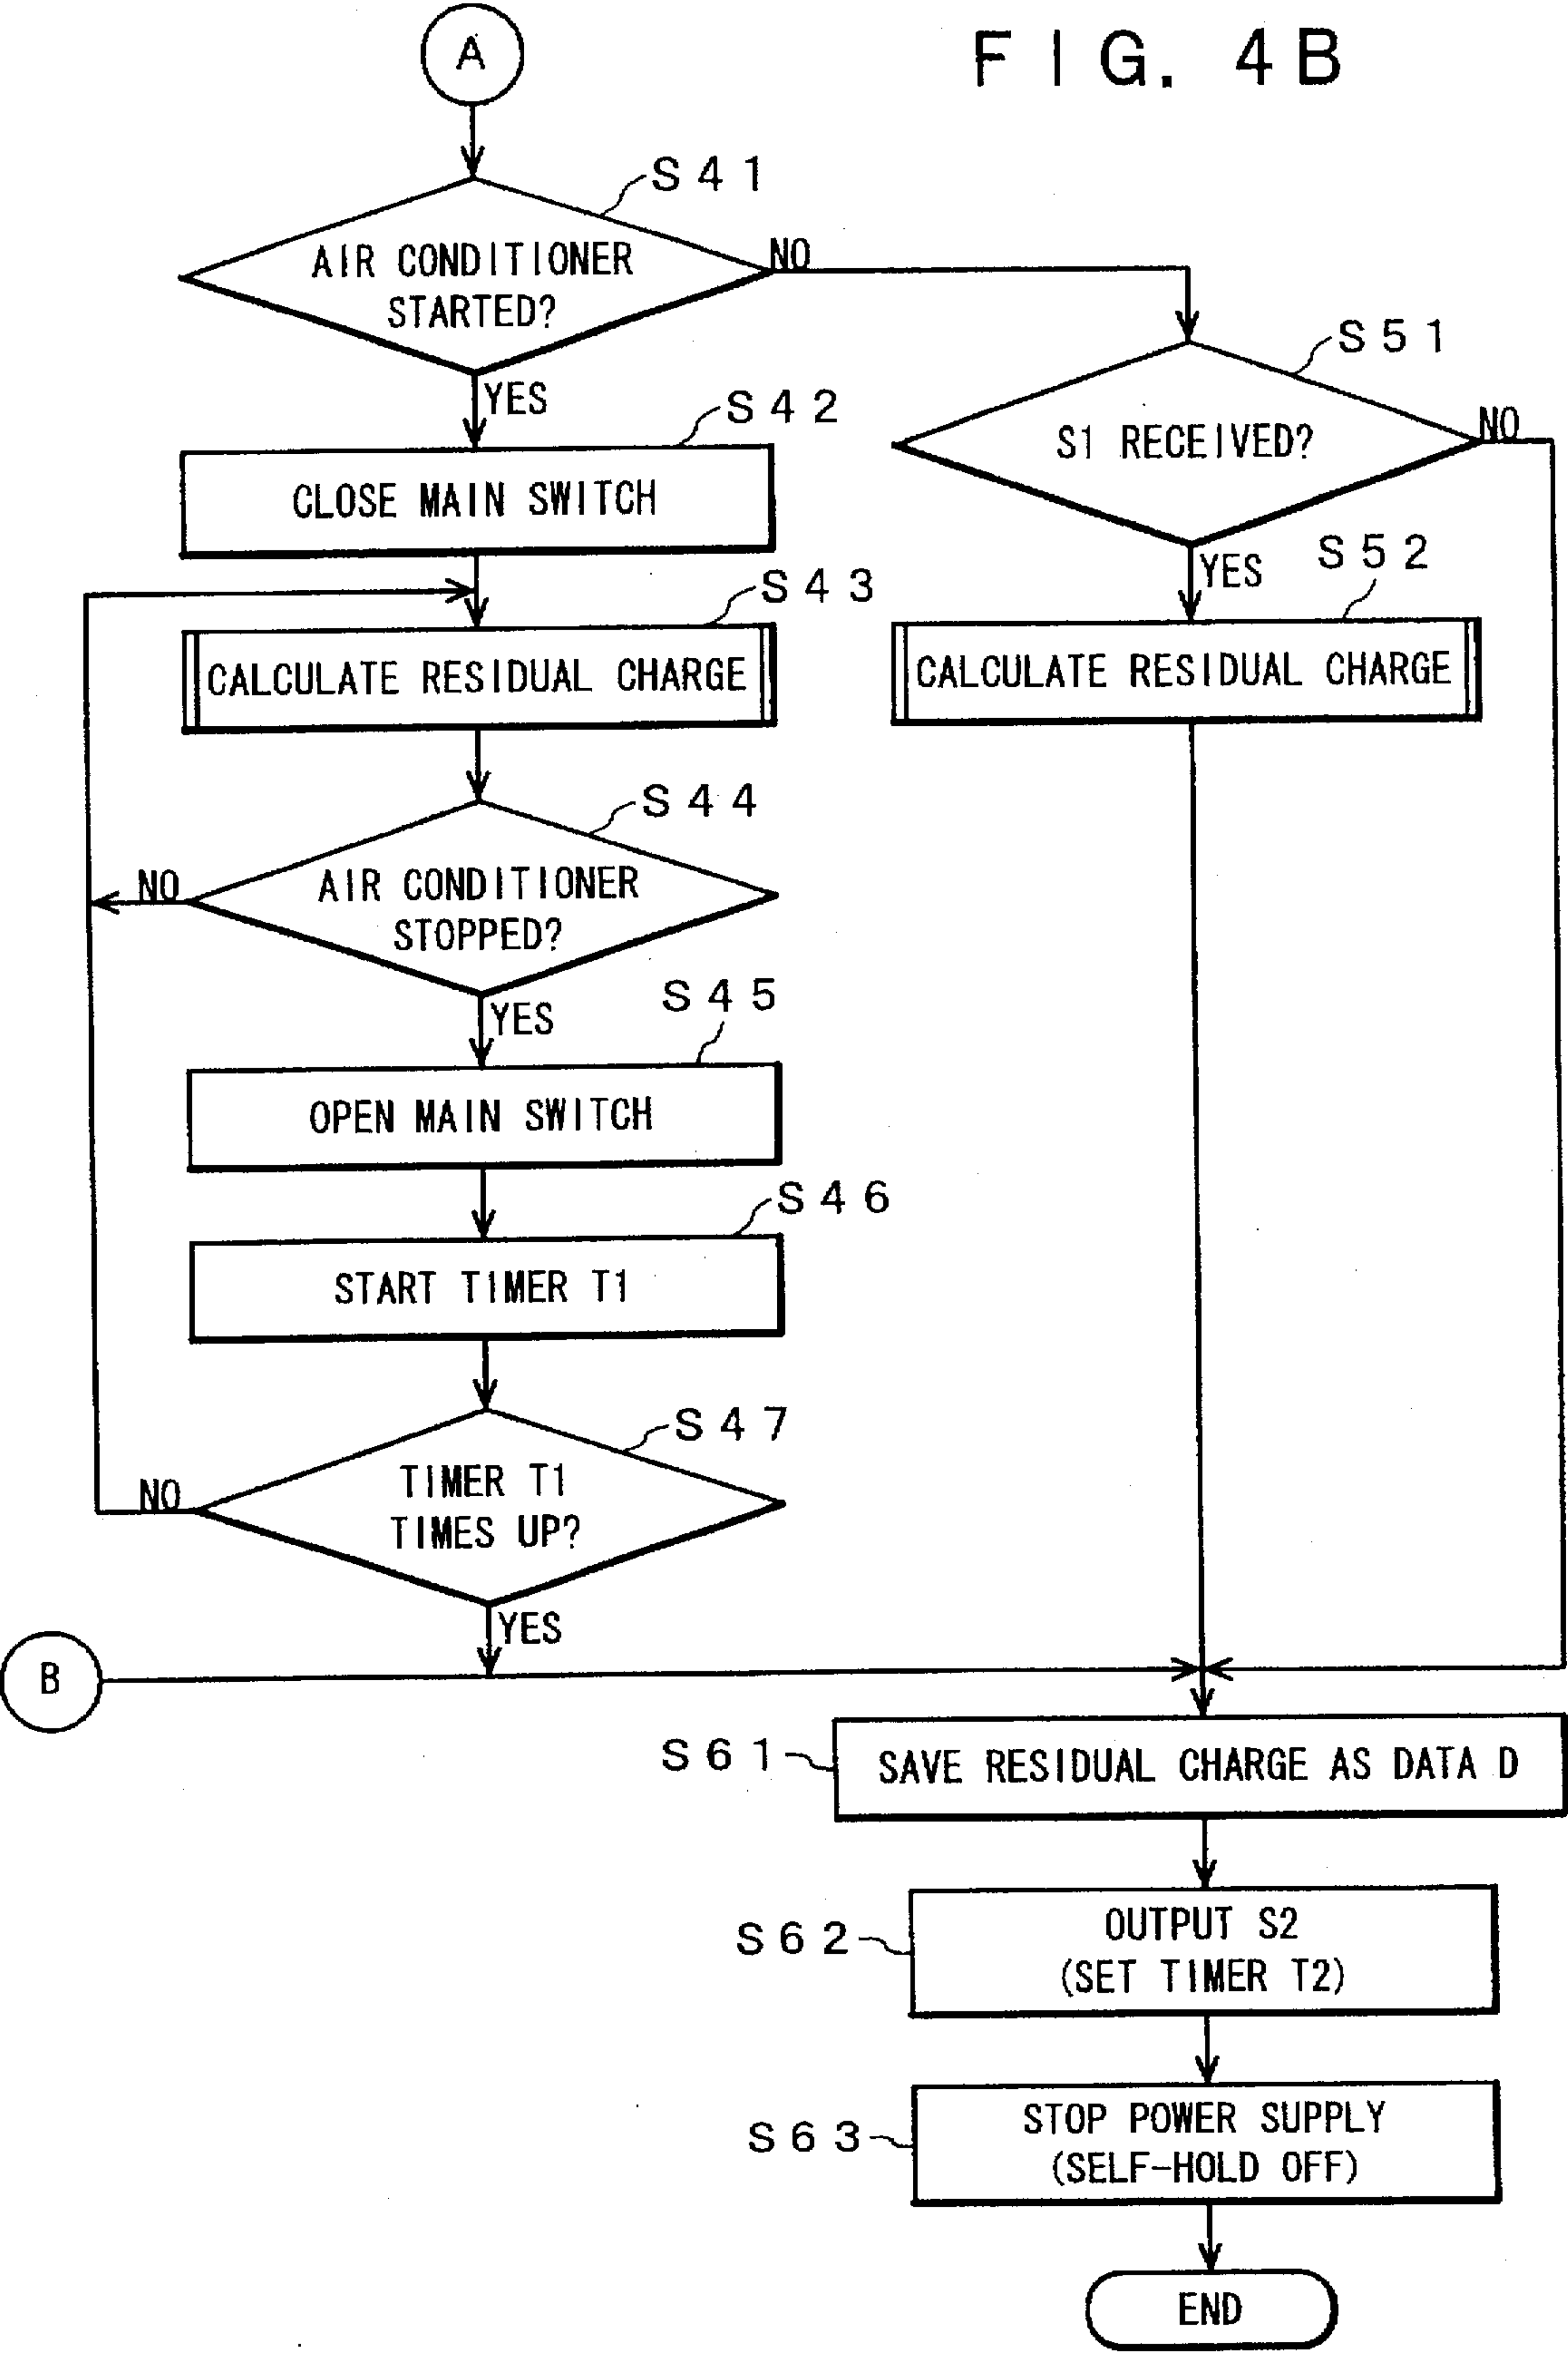 FIG. 4B
A
S41
AIR CONDITIONER
STARTED?
NO
YES
S42
CLOSE MAIN SWITCH
S43
CALCULATE RESIDUAL CHARGE
S44
AIR CONDITIONER
STOPPED?
NO
YES
S45
OPEN MAIN SWITCH
S46
START TIMER T1
S47
TIMER T1
TIMES UP?
NO
YES
B
S51
S1 RECEIVED?
NO
YES
S52
CALCULATE RESIDUAL CHARGE
S61
SAVE RESIDUAL CHARGE AS DATA D
S62
OUTPUT S2
(SET TIMER T2)
S63
STOP POWER SUPPLY
(SELF-HOLD OFF)
END